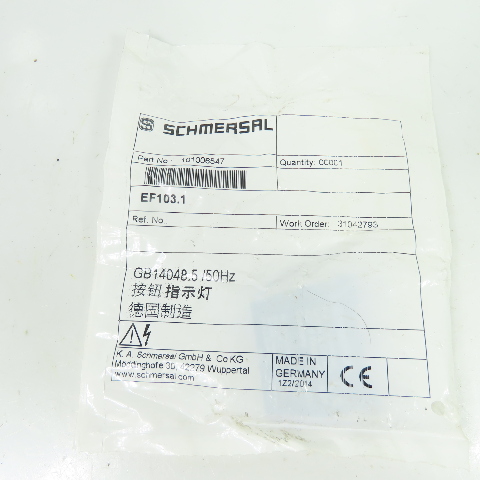 SCHMERSAL
Part No.: 101008547
Quantity: 00001
EF103.1
Ref. No.
Work Order: 31042793
GB14048.5 /50Hz
按钮 指示灯
德国制造
K. A. Schmersal GmbH & Co KG
Möddinghofe 30, 42279 Wuppertal
www.schmersal.com
MADE IN
GERMANY
1Z2/2014
CE